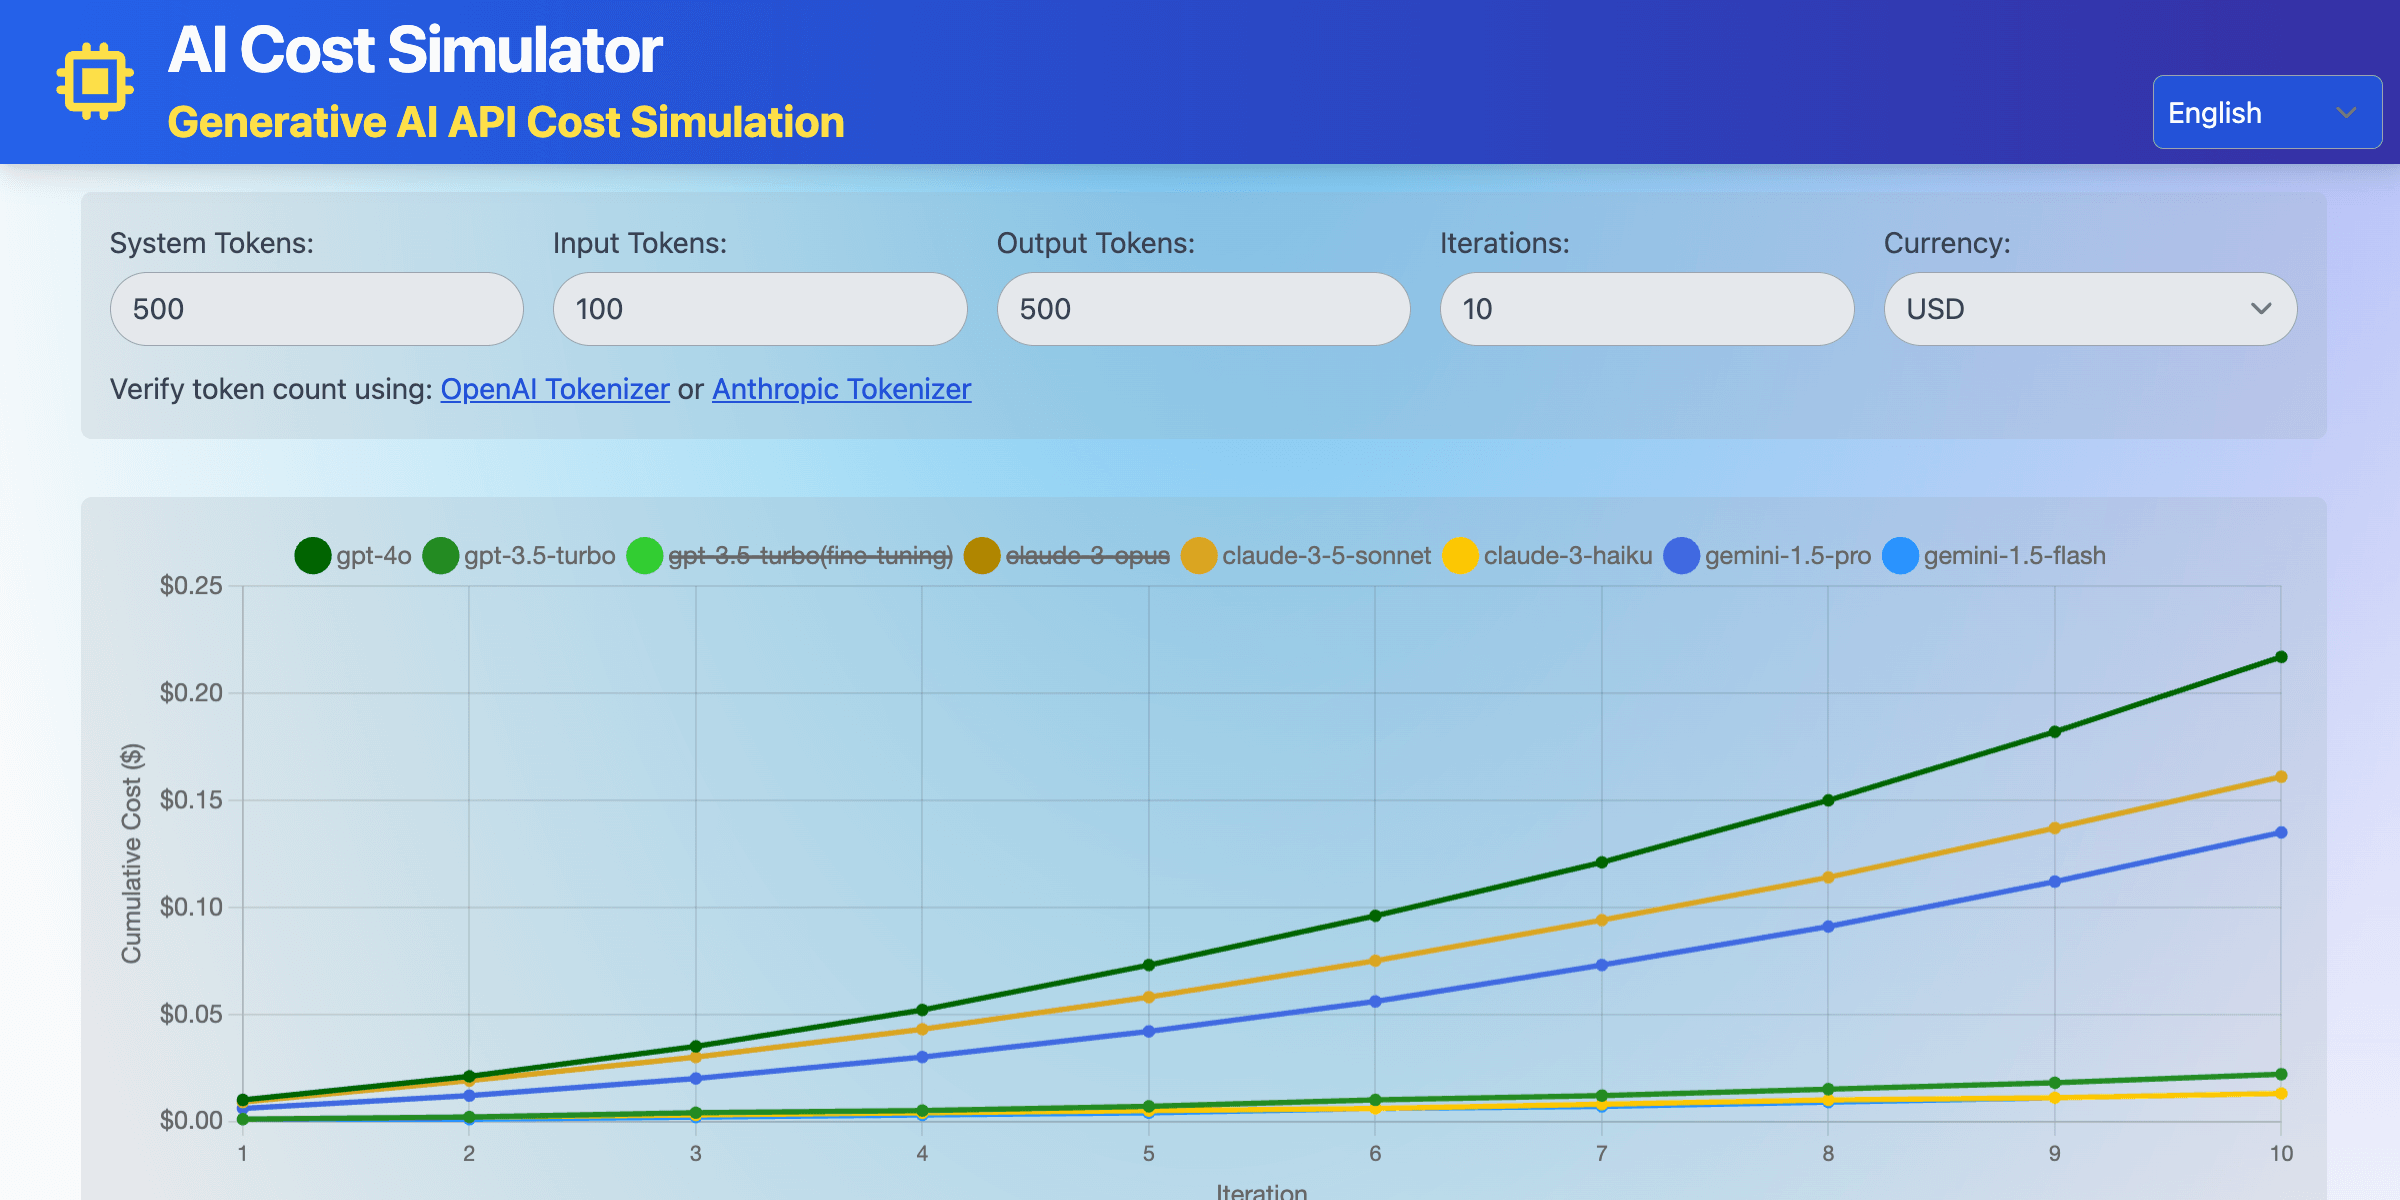 AI Cost Simulator
Generative AI API Cost Simulation
English
System Tokens:
Input Tokens:
Output Tokens:
Iterations:
Currency:
500
100
500
10
USD
Verify token count using: OpenAI Tokenizer or Anthropic Tokenizer
gpt-4o gpt-3.5-turbo gpt-3.5-turbo(fine-tuning) claude-3-opus claude-3-5-sonnet claude-3-haiku gemini-1.5-pro gemini-1.5-flash
$0.25
$0.20
$0.15
$0.10
$0.05
$0.00
Cumulative Cost ($)
1 2 3 4 5 6 7 8 9 10
Iteration